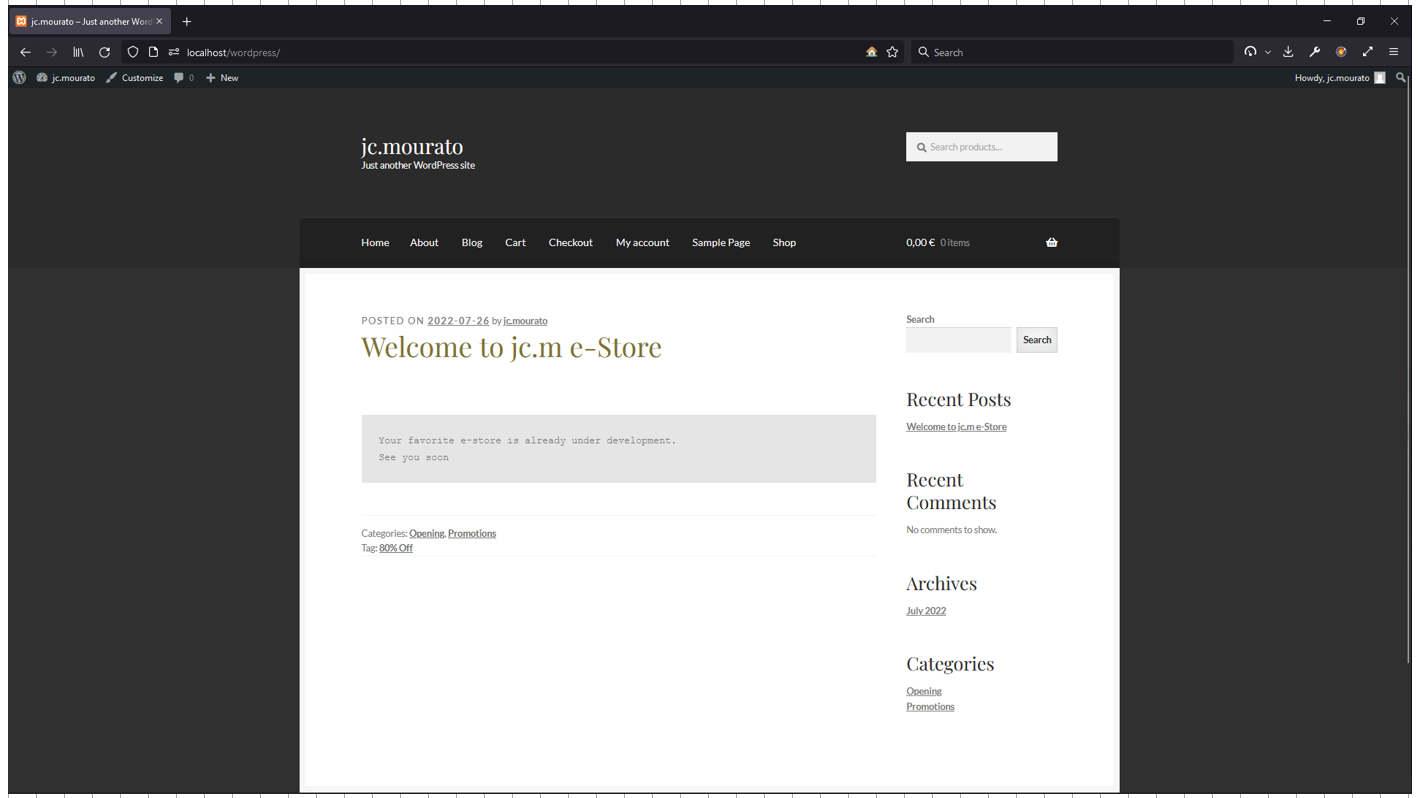 jc.mourato – Just another Word
localhost/wordpress/
Search
jc.mourato Customize 0 New
Howdy, jc.mourato
jc.mourato
Just another WordPress site
Search products…
Home About Blog Cart Checkout My account Sample Page Shop
0,00 € 0 items
POSTED ON 2022-07-26 by jc.mourato
Welcome to jc.m e-Store
Your favorite e-store is already under development.
See you soon
Categories: Opening, Promotions
Tag: 80% Off
Search
Search
Recent Posts
Welcome to jc.m e-Store
Recent
Comments
No comments to show.
Archives
July 2022
Categories
Opening
Promotions